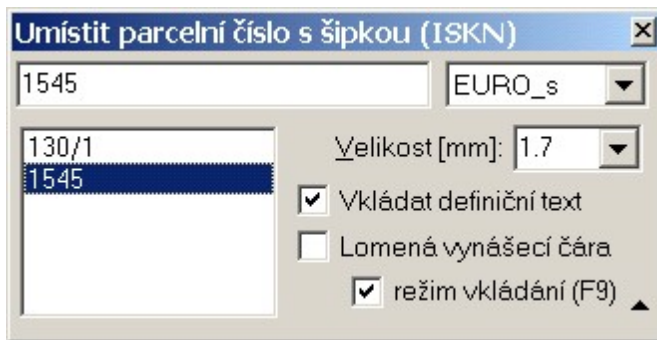 Umístit parcelní číslo s šipkou (ISKN)
1545 EURO_s
130/1
1545
Velikost [mm]: 1.7
Vkládat definiční text
Lomená vynášecí čára
režim vkládání (F9)